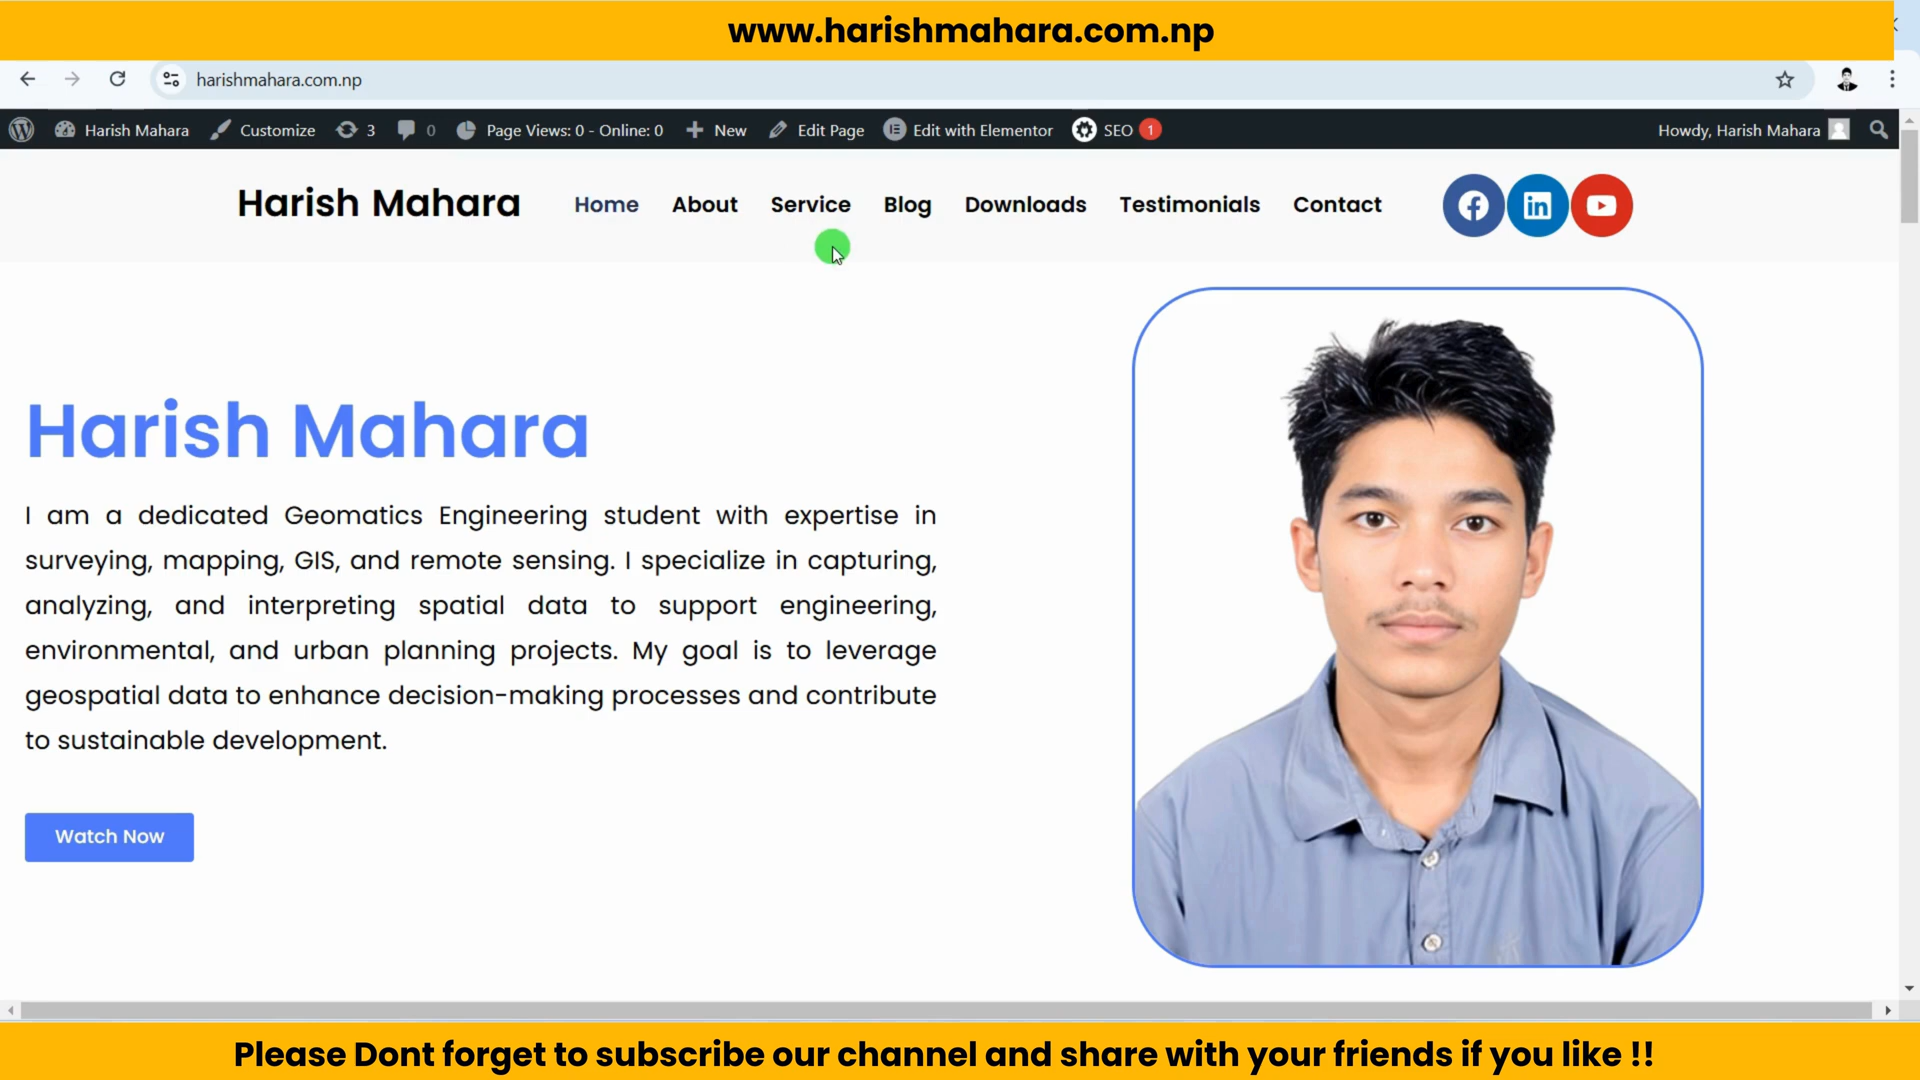 www.harishmahara.com.np
harishmahara.com.np
Harish Mahara Customize 3 0 Page Views: 0 - Online: 0 New Edit Page Edit with Elementor SEO 1 Howdy, Harish Mahara
Harish Mahara Home About Service Blog Downloads Testimonials Contact
Harish Mahara
I am a dedicated Geomatics Engineering student with expertise in
surveying, mapping, GIS, and remote sensing. I specialize in capturing,
analyzing, and interpreting spatial data to support engineering,
environmental, and urban planning projects. My goal is to leverage
geospatial data to enhance decision-making processes and contribute
to sustainable development.
Watch Now
Please Dont forget to subscribe our channel and share with your friends if you like !!